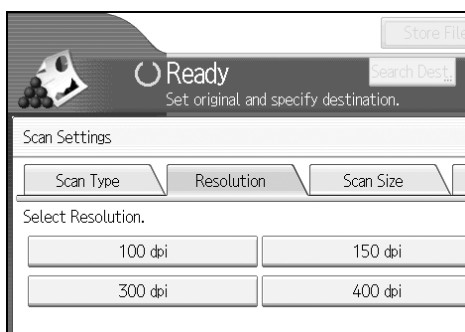 Store File
Ready
Search Dest.
Set original and specify destination.
Scan Settings
Scan Type Resolution Scan Size
Select Resolution.
100 dpi 150 dpi
300 dpi 400 dpi